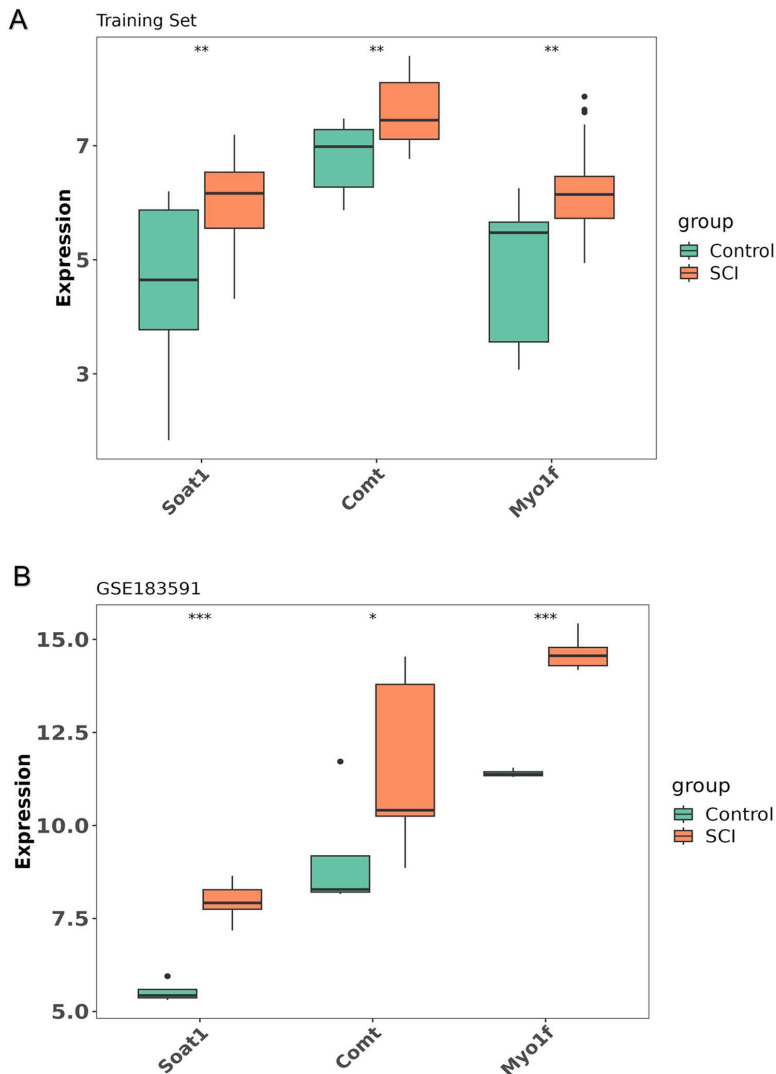 A
Training Set
** ** **
7
5
3
Expression
Soat1 Comt Myo1f
group
Control
SCI
B
GSE183591
*** * ***
15.0
12.5
10.0
7.5
5.0
Expression
Soat1 Comt Myo1f
group
Control
SCI